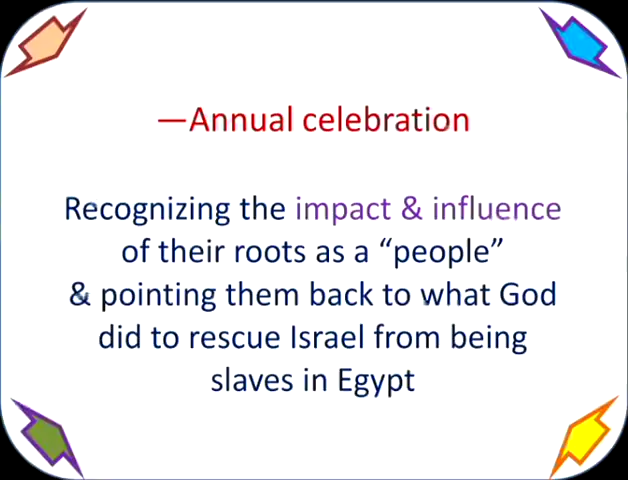 —Annual celebration
Recognizing the impact & influence
of their roots as a “people”
& pointing them back to what God
did to rescue Israel from being
slaves in Egypt